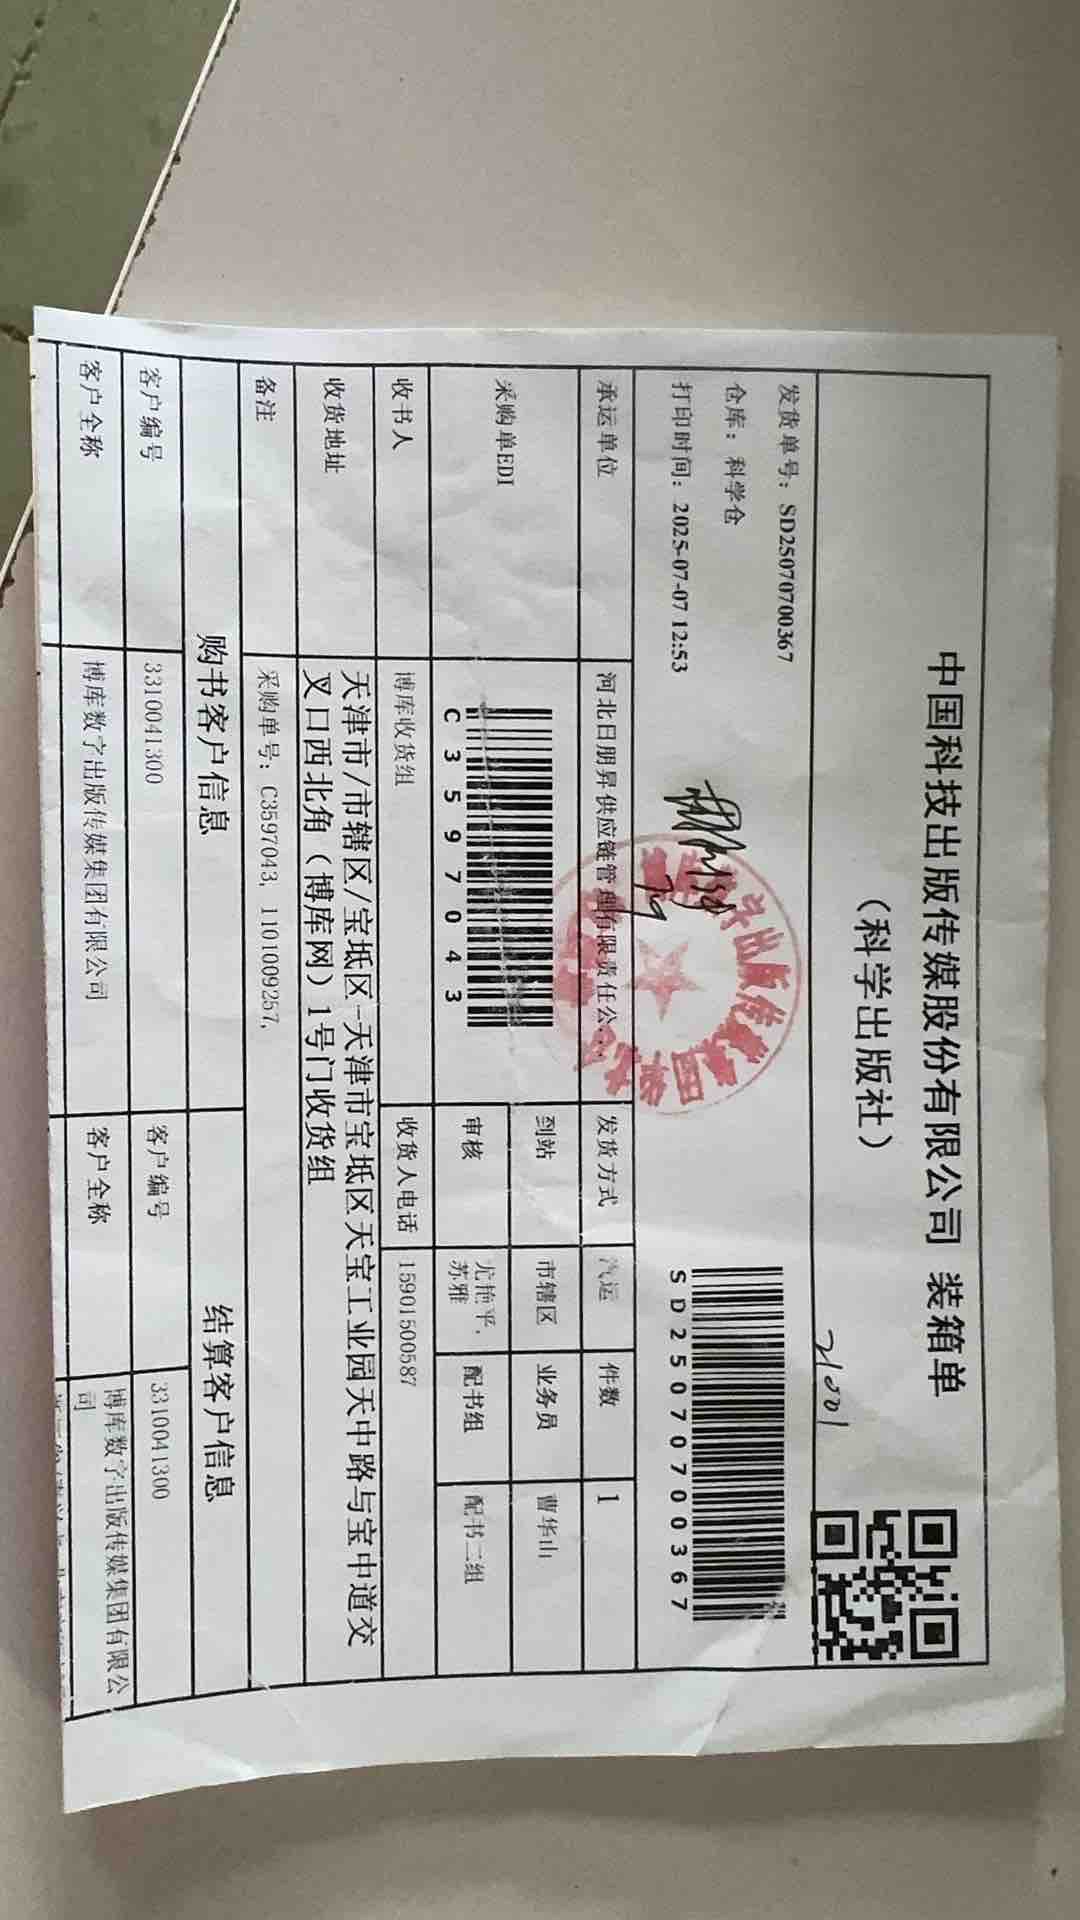 中国科技出版传媒股份有限公司 装箱单
（科学出版社）
21001
发货单号：SD25070700367
仓库：科学仓
打印时间：2025-07-07 12:53
SD25070700367
承运单位 河北日朋昇供应链管理有限责任公... 发货方式 汽运 件数 1
采购单EDI C3597043 到站 市辖区 业务员 曹华山
审核 尤艳平, 苏雅 配书组 配书二组
收书人 博库收货组 收货人电话 15901500587
收货地址 天津市/市辖区/宝坻区-天津市宝坻区天宝工业园天中路与宝中道交
叉口西北角（博库网）1号门收货组
备注 采购单号：C3597043, 1101009257,
购书客户信息 结算客户信息
客户编号 3310041300 客户编号 3310041300
客户全称 博库数字出版传媒集团有限公司 客户全称 博库数字出版传媒集团有限公
司